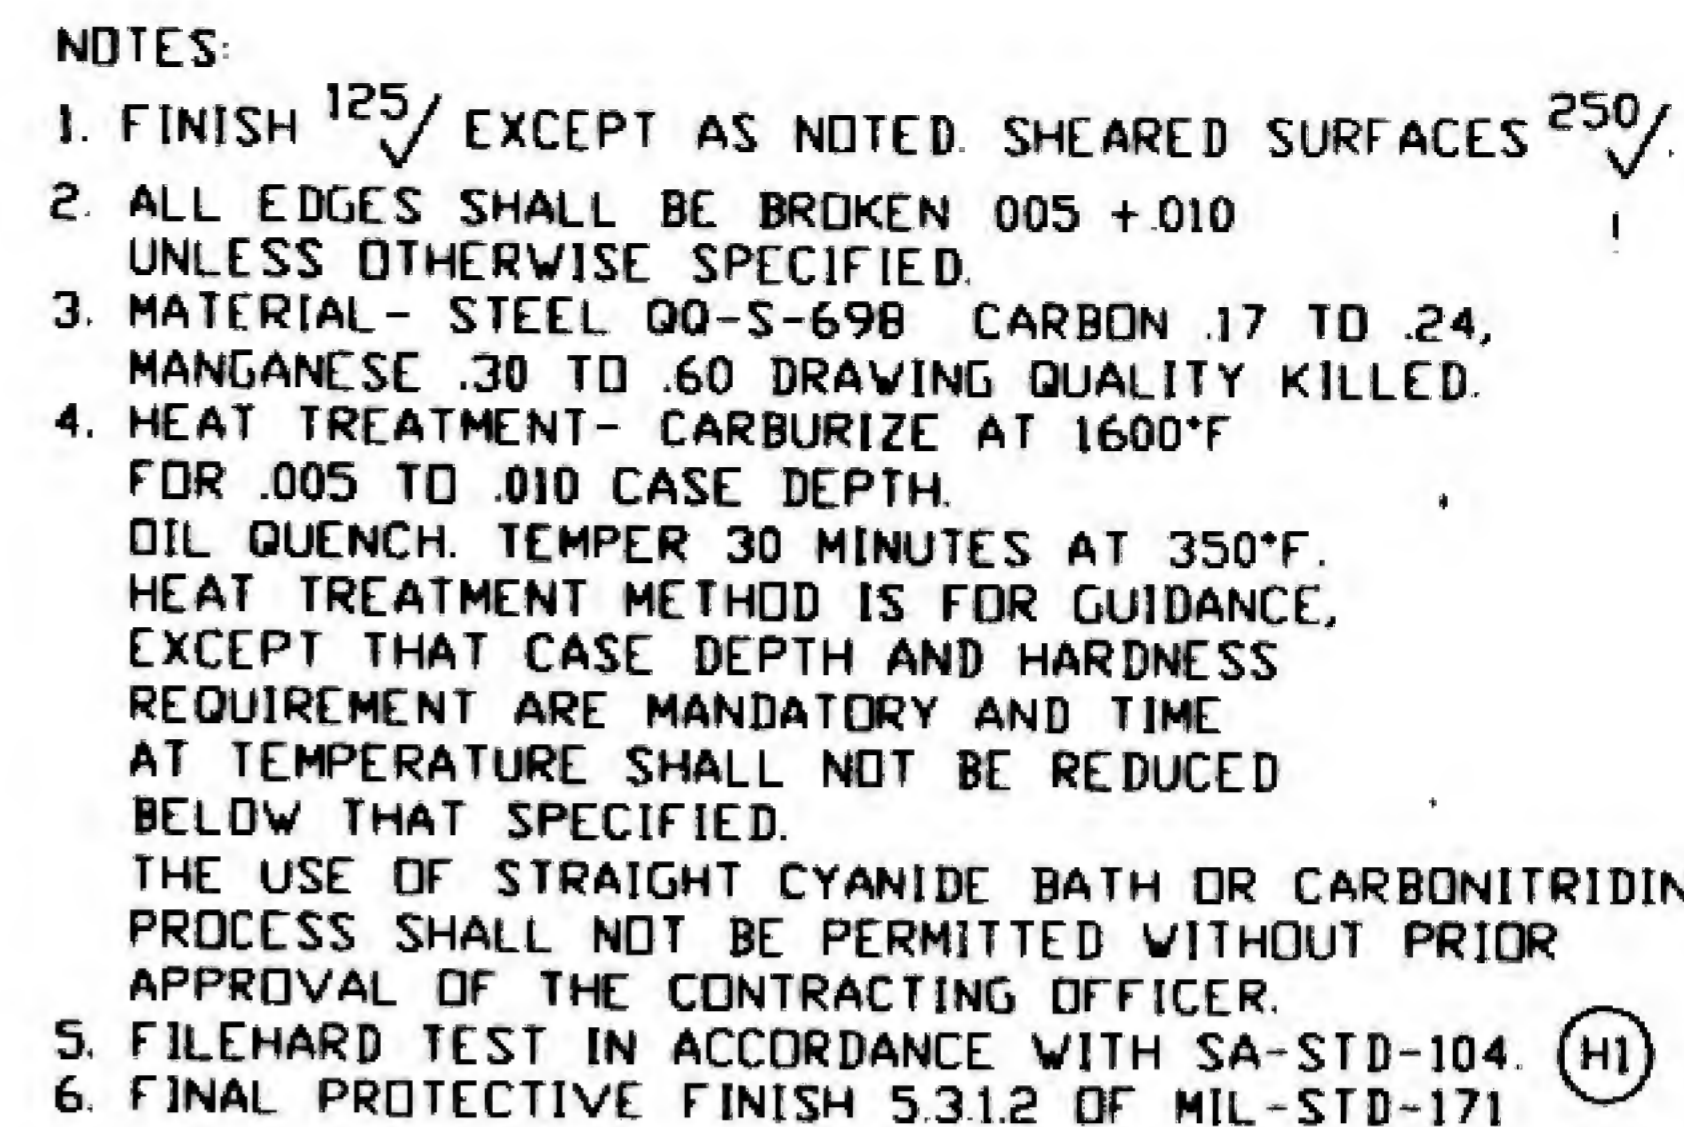 NOTES:
1. FINISH 125/ EXCEPT AS NOTED. SHEARED SURFACES 250/.
2. ALL EDGES SHALL BE BROKEN 005 +.010
UNLESS OTHERWISE SPECIFIED.
3. MATERIAL- STEEL QQ-S-698 CARBON .17 TO .24,
MANGANESE .30 TO .60 DRAWING QUALITY KILLED.
4. HEAT TREATMENT- CARBURIZE AT 1600°F
FOR .005 TO .010 CASE DEPTH.
OIL QUENCH. TEMPER 30 MINUTES AT 350°F.
HEAT TREATMENT METHOD IS FOR GUIDANCE,
EXCEPT THAT CASE DEPTH AND HARDNESS
REQUIREMENT ARE MANDATORY AND TIME
AT TEMPERATURE SHALL NOT BE REDUCED
BELOW THAT SPECIFIED.
THE USE OF STRAIGHT CYANIDE BATH OR CARBONITRIDIN
PROCESS SHALL NOT BE PERMITTED WITHOUT PRIOR
APPROVAL OF THE CONTRACTING OFFICER.
5. FILEHARD TEST IN ACCORDANCE WITH SA-STD-104. H1
6. FINAL PROTECTIVE FINISH 5.3.1.2 OF MIL-STD-171